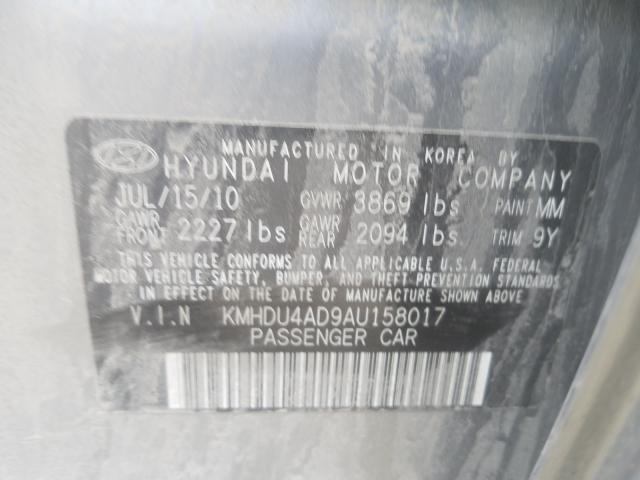 MANUFACTURED IN KOREA BY
HYUNDAI MOTOR COMPANY
JUL/15/10 GVWR 3869 lbs PAINT MM
GAWR FRONT 2227 lbs GAWR REAR 2094 lbs. TRIM 9Y
THIS VEHICLE CONFORMS TO ALL APPLICABLE U.S.A. FEDERAL
MOTOR VEHICLE SAFETY, BUMPER, AND THEFT PREVENTION STANDARDS
IN EFFECT ON THE DATE OF MANUFACTURE SHOWN ABOVE
V.I.N KMHDU4AD9AU158017
PASSENGER CAR